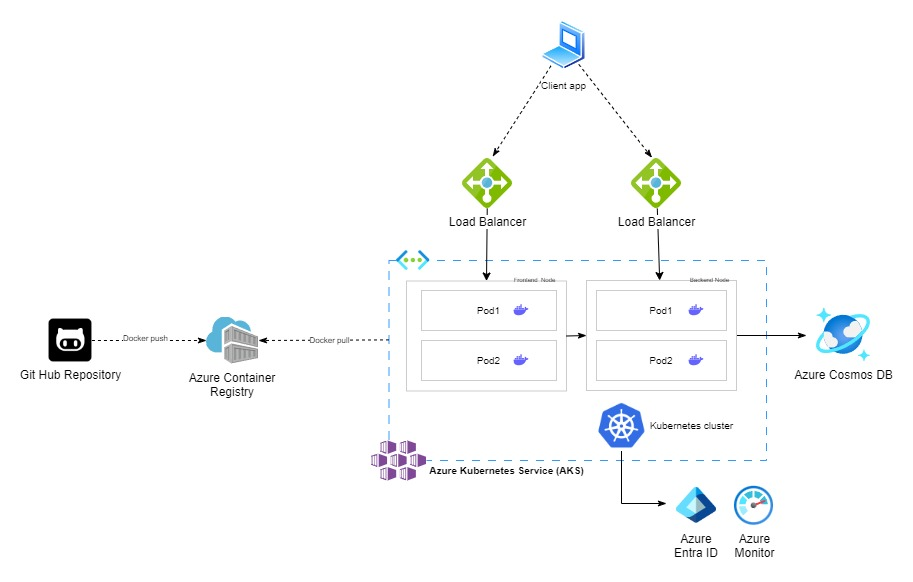 Client app
Load Balancer
Load Balancer
Frontend Node
Backend Node
Pod1
Pod1
Docker push
Docker pull
Pod2
Pod2
Git Hub Repository
Azure Container
Registry
Azure Cosmos DB
Kubernetes cluster
Azure Kubernetes Service (AKS)
Azure
Entra ID
Azure
Monitor